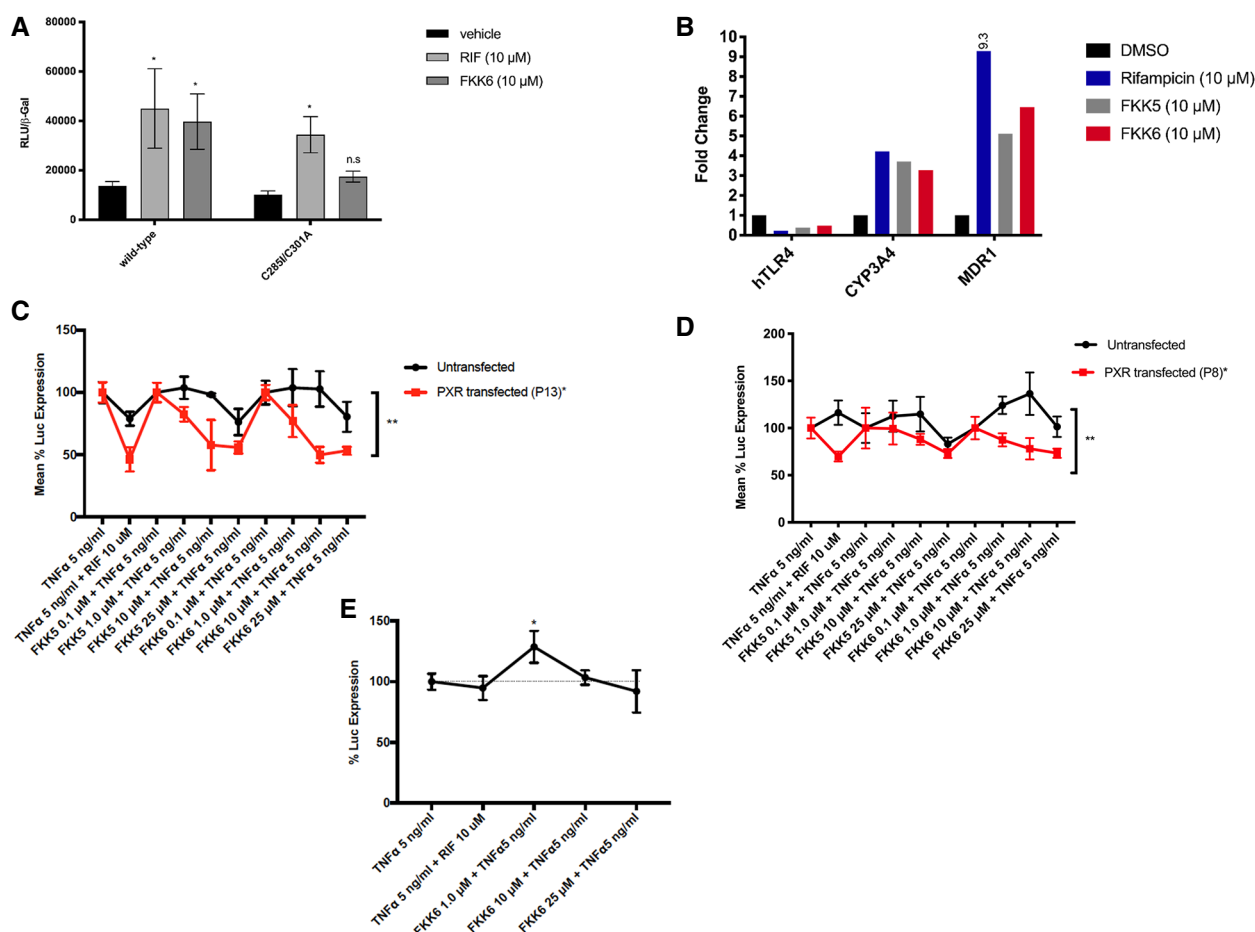 A
80000
60000
40000
20000
0
RLU/β-Gal
* * * n.s
wild-type
C285I/C301A
vehicle
RIF (10 µM)
FKK6 (10 µM)
B
10
9
8
7
6
5
4
3
2
1
0
Fold Change
9.3
hTLR4
CYP3A4
MDR1
DMSO
Rifampicin (10 µM)
FKK5 (10 µM)
FKK6 (10 µM)
C
150
100
50
0
Mean % Luc Expression
Untransfected
PXR transfected (P13)*
**
TNFα 5 ng/ml
TNFα 5 ng/ml + RIF 10 uM
FKK5 0.1 µM + TNFα 5 ng/ml
FKK5 1.0 µM + TNFα 5 ng/ml
FKK5 10 µM + TNFα 5 ng/ml
FKK5 25 µM + TNFα 5 ng/ml
FKK6 0.1 µM + TNFα 5 ng/ml
FKK6 1.0 µM + TNFα 5 ng/ml
FKK6 10 µM + TNFα 5 ng/ml
FKK6 25 µM + TNFα 5 ng/ml
D
200
150
100
50
0
Mean % Luc Expression
Untransfected
PXR transfected (P8)*
**
TNFα 5 ng/ml
TNFα 5 ng/ml + RIF 10 uM
FKK5 0.1 µM + TNFα 5 ng/ml
FKK5 1.0 µM + TNFα 5 ng/ml
FKK5 10 µM + TNFα 5 ng/ml
FKK5 25 µM + TNFα 5 ng/ml
FKK6 0.1 µM + TNFα 5 ng/ml
FKK6 1.0 µM + TNFα 5 ng/ml
FKK6 10 µM + TNFα 5 ng/ml
FKK6 25 µM + TNFα 5 ng/ml
E
150
100
50
0
% Luc Expression
*
TNFα 5 ng/ml
TNFα 5 ng/ml + RIF 10 uM
FKK6 1.0 µM + TNFα5 ng/ml
FKK6 10 µM + TNFα5 ng/ml
FKK6 25 µM + TNFα5 ng/ml